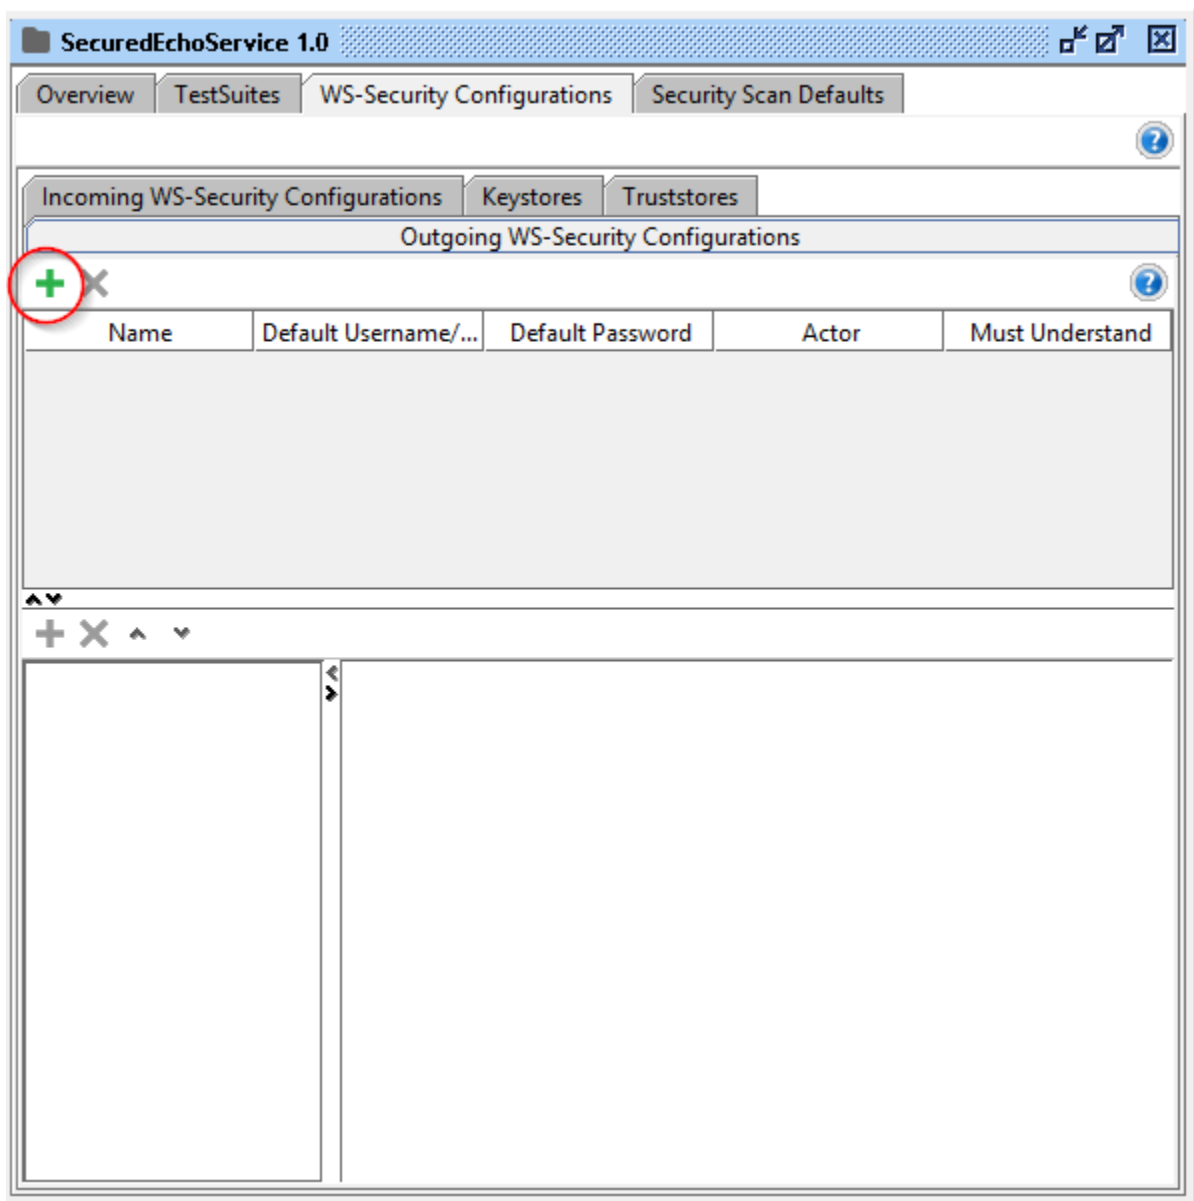 SecuredEchoService 1.0
Overview TestSuites WS-Security Configurations Security Scan Defaults
Incoming WS-Security Configurations Keystores Truststores
Outgoing WS-Security Configurations
Name Default Username/... Default Password Actor Must Understand